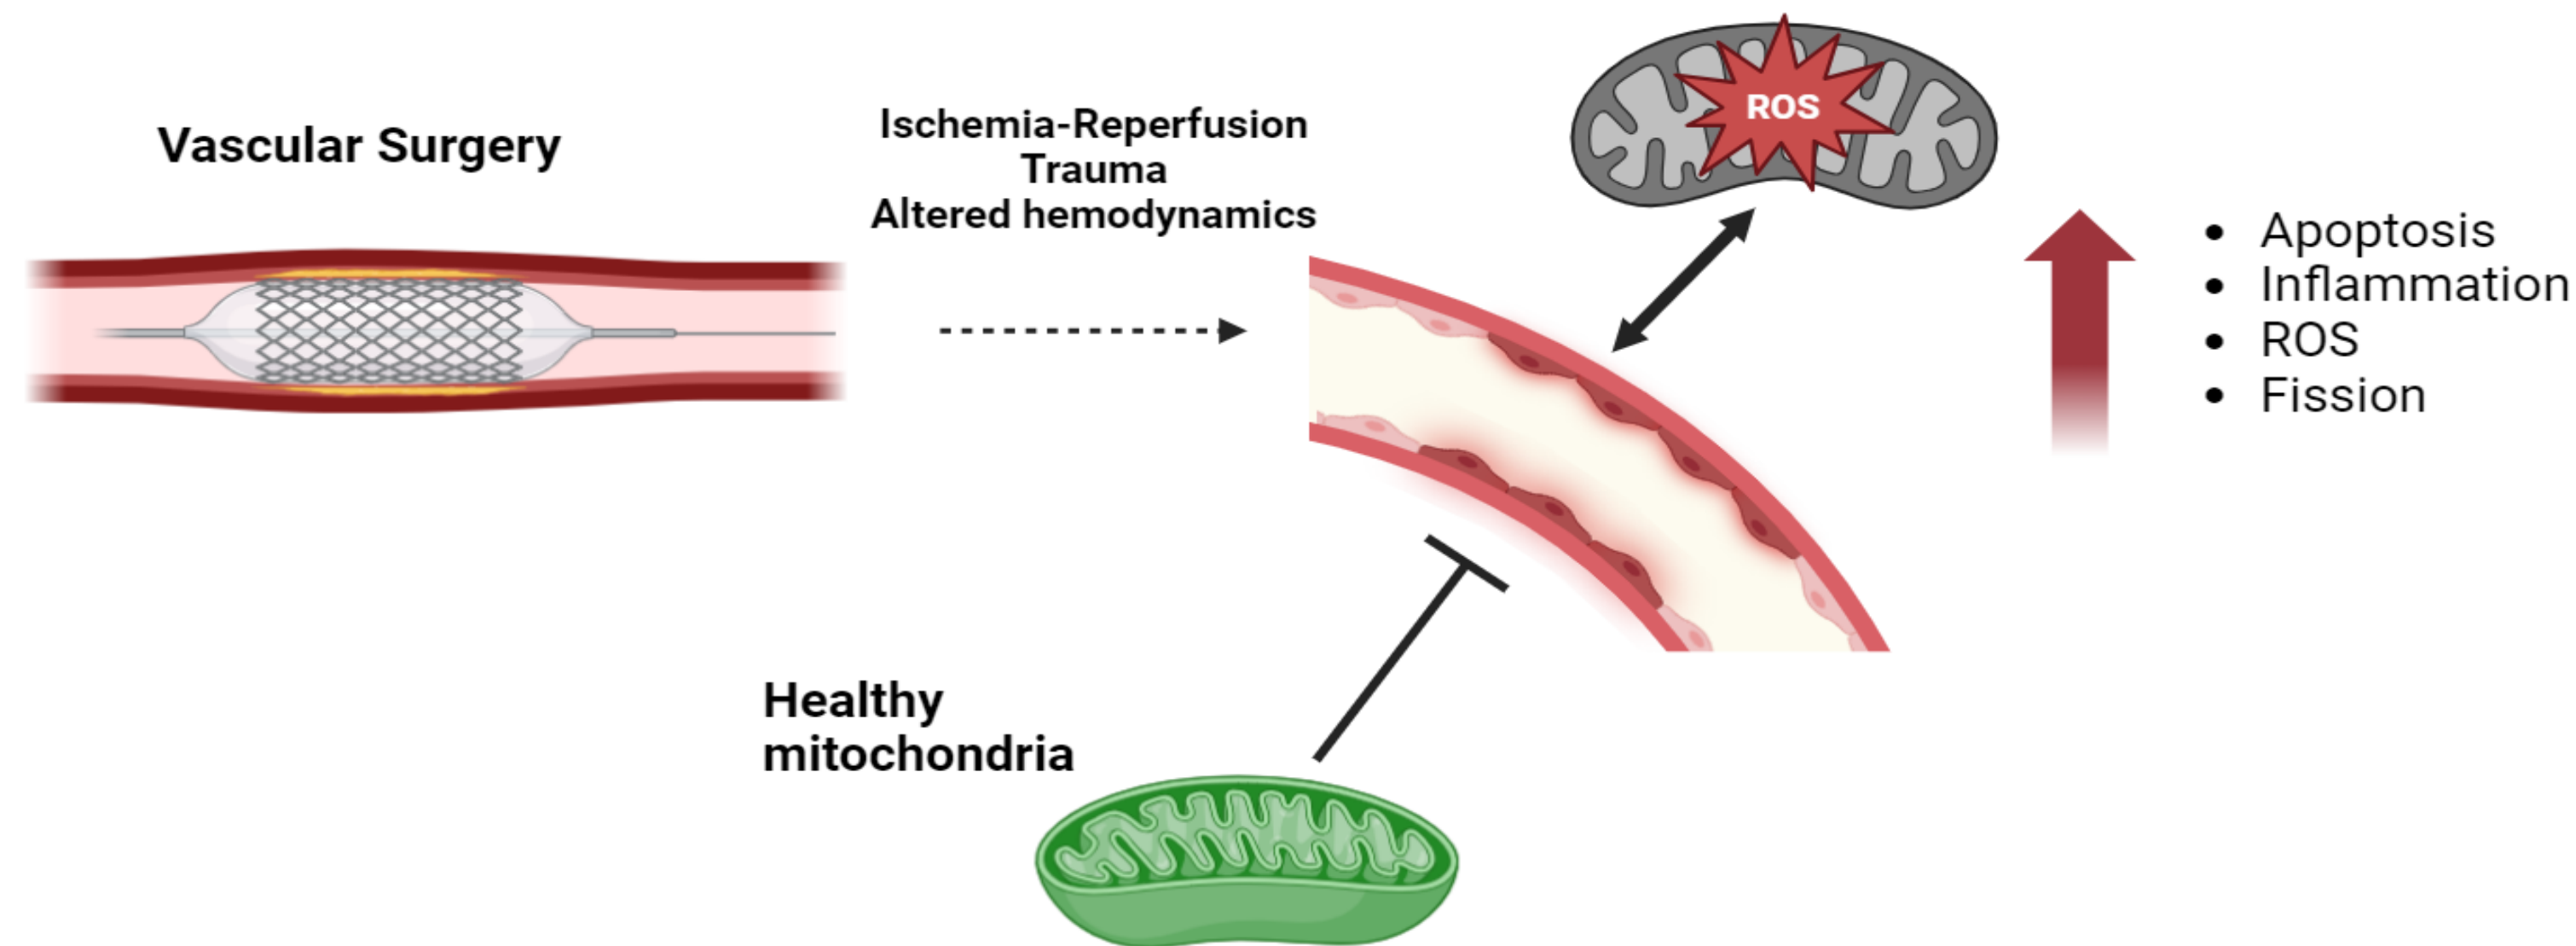 Vascular Surgery
Ischemia-Reperfusion
Trauma
Altered hemodynamics
ROS
• Apoptosis
• Inflammation
• ROS
• Fission
Healthy
mitochondria